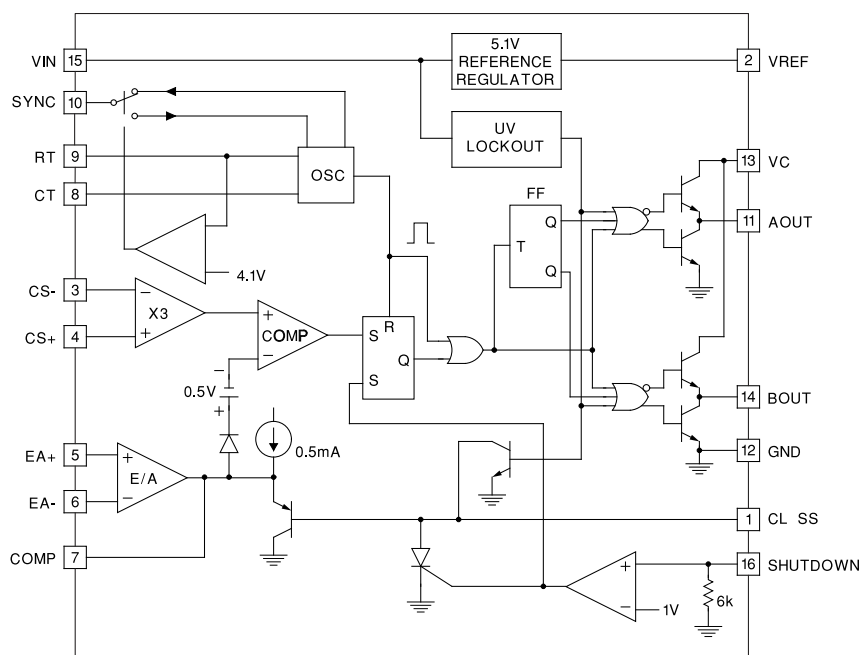 VIN 15
5.1V
REFERENCE
REGULATOR
2 VREF
SYNC 10
UV
LOCKOUT
RT 9
OSC
13 VC
CT 8
FF
Q
T
Q
11 AOUT
4.1V
CS- 3
−
X3
+
CS+ 4
+
COMP
−
R
S
Q
S
−
0.5V
+
14 BOUT
0.5mA
EA+ 5
+
E/A
−
EA- 6
12 GND
COMP 7
1 CL SS
16 SHUTDOWN
+
−
1V
6k